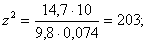 z² = 14,7 · 10 / 9,8 · 0,074 = 203;